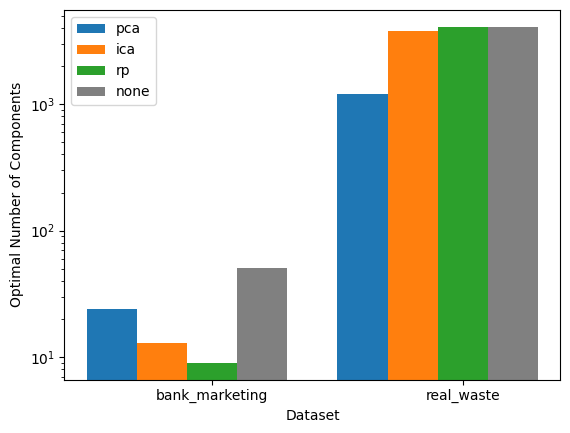 pca
ica
rp
none
Optimal Number of Components
10³
10²
10¹
bank_marketing
real_waste
Dataset